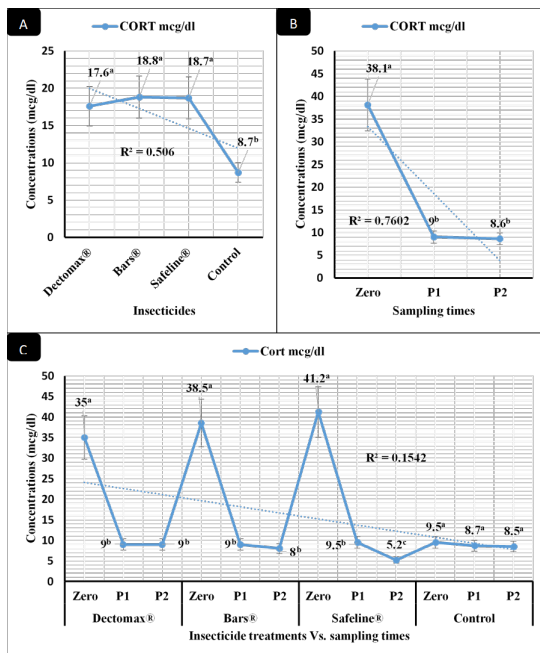 A
CORT mcg/dl
Concentrations (mcg/dl)
25
20
15
10
5
0
17.6ᵃ
18.8ᵃ
18.7ᵃ
8.7ᵇ
R² = 0.506
Dectomax®
Bars®
Safeline®
Control
Insecticides
B
CORT mcg/dl
Concentrations (mcg/dl)
50
45
40
35
30
25
20
15
10
5
0
38.1ᵃ
R² = 0.7602
9ᵇ
8.6ᵇ
Zero P1 P2
Sampling times
C
Cort mcg/dl
Concentrations (mcg/dl)
50
45
40
35
30
25
20
15
10
5
0
35ᵃ
38.5ᵃ
41.2ᵃ
R² = 0.1542
9ᵇ
9ᵇ
9ᵇ
8ᵇ
9.5ᵇ
5.2ᶜ
9.5ᵃ
8.7ᵃ
8.5ᵃ
Zero P1 P2 Zero P1 P2 Zero P1 P2 Zero P1 P2
Dectomax® Bars® Safeline® Control
Insecticide treatments Vs. sampling times